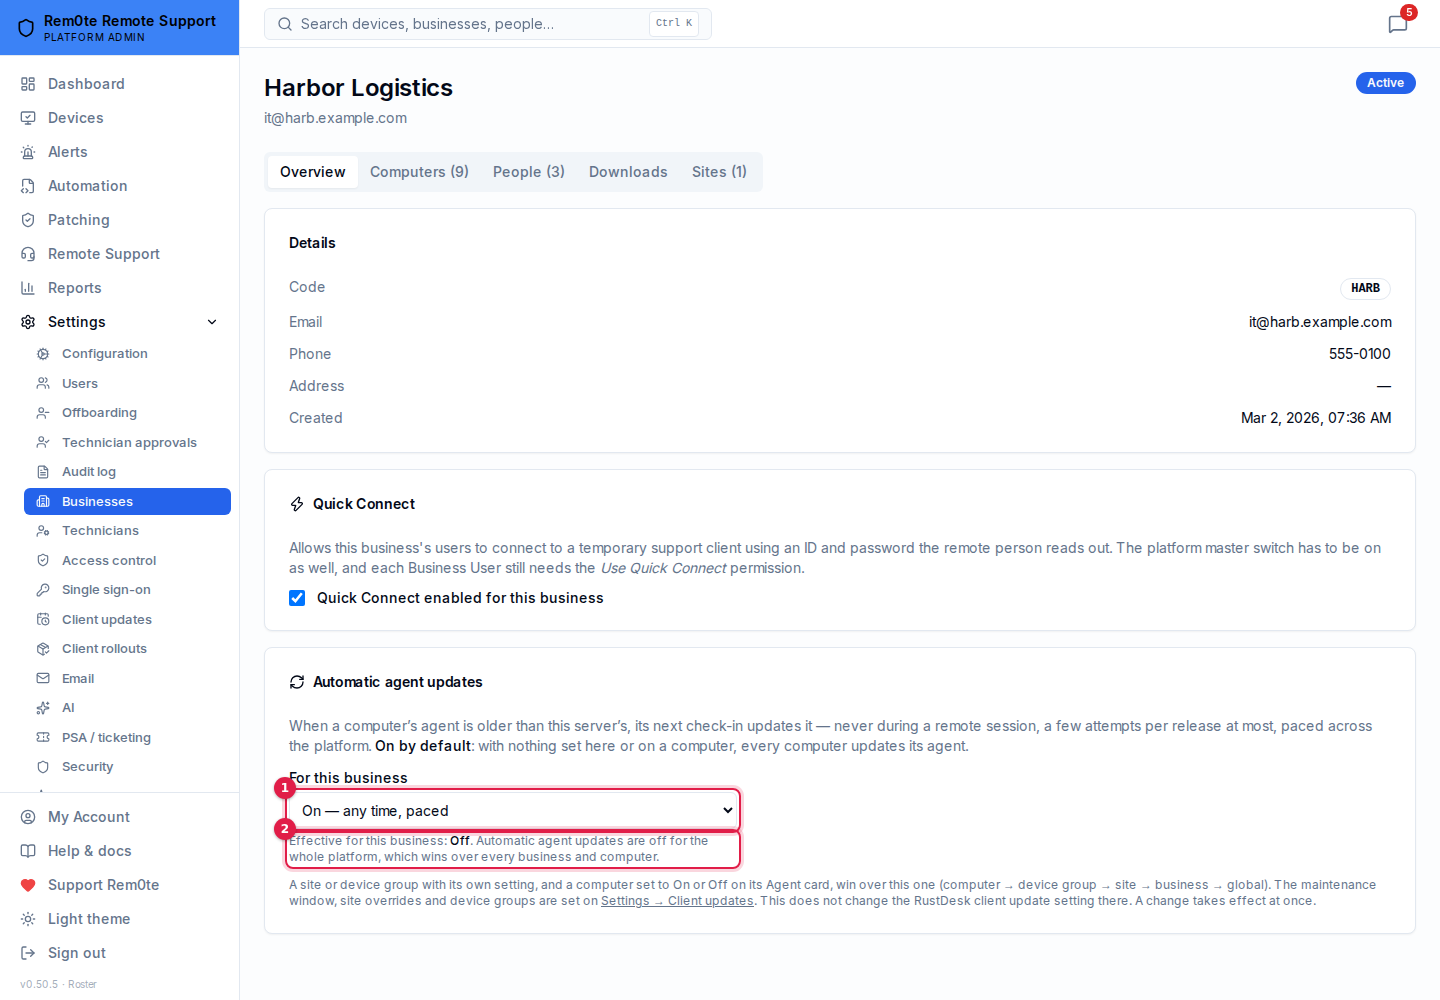 Rem0te Remote Support
PLATFORM ADMIN
Search devices, businesses, people...
Ctrl K
5
Dashboard
Devices
Alerts
Automation
Patching
Remote Support
Reports
Settings
Configuration
Users
Offboarding
Technician approvals
Audit log
Businesses
Technicians
Access control
Single sign-on
Client updates
Client rollouts
Email
AI
PSA / ticketing
Security
My Account
Help & docs
Support Rem0te
Light theme
Sign out
v0.50.5 · Roster
Harbor Logistics
Active
it@harb.example.com
Overview
Computers (9)
People (3)
Downloads
Sites (1)
Details
Code
HARB
Email
it@harb.example.com
Phone
555-0100
Address
—
Created
Mar 2, 2026, 07:36 AM
Quick Connect
Allows this business's users to connect to a temporary support client using an ID and password the remote person reads out. The platform master switch has to be on
as well, and each Business User still needs the Use Quick Connect permission.
Quick Connect enabled for this business
Automatic agent updates
When a computer’s agent is older than this server’s, its next check-in updates it — never during a remote session, a few attempts per release at most, paced across
the platform. On by default: with nothing set here or on a computer, every computer updates its agent.
For this business
1
On — any time, paced
2
Effective for this business: Off. Automatic agent updates are off for the
whole platform, which wins over every business and computer.
A site or device group with its own setting, and a computer set to On or Off on its Agent card, win over this one (computer → device group → site → business → global). The maintenance
window, site overrides and device groups are set on Settings → Client updates. This does not change the RustDesk client update setting there. A change takes effect at once.